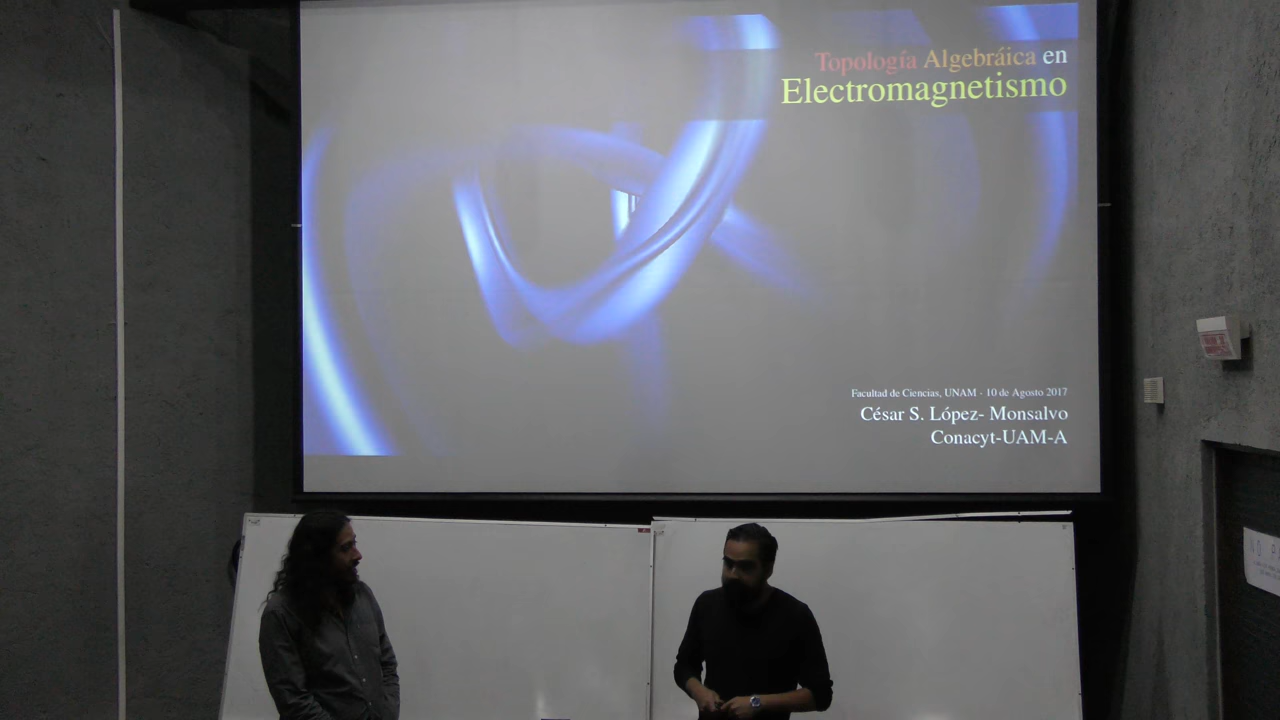 Topología Algebráica en
Electromagnetismo
Facultad de Ciencias, UNAM - 10 de Agosto 2017
César S. López- Monsalvo
Conacyt-UAM-A